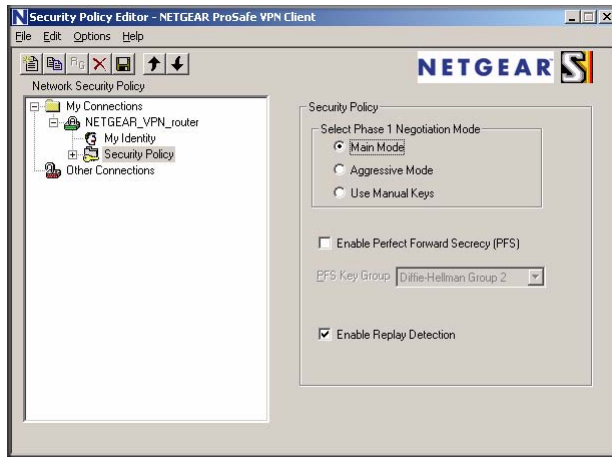 Security Policy Editor - NETGEAR ProSafe VPN Client
File Edit Options Help
NETGEAR
Network Security Policy
My Connections
NETGEAR_VPN_router
My Identity
Security Policy
Other Connections
Security Policy
Select Phase 1 Negotiation Mode
Main Mode
Aggressive Mode
Use Manual Keys
Enable Perfect Forward Secrecy (PFS)
PFS Key Group Diffie-Hellman Group 2
Enable Replay Detection